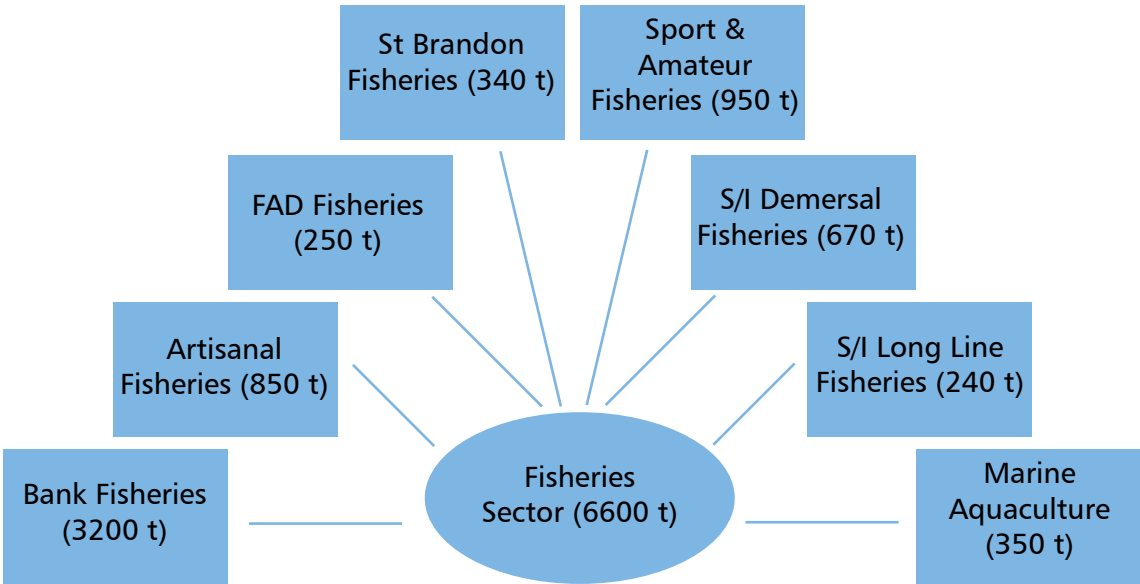 St Brandon
Fisheries (340 t)
Sport &
Amateur
Fisheries (950 t)
FAD Fisheries
(250 t)
S/I Demersal
Fisheries (670 t)
Artisanal
Fisheries (850 t)
S/I Long Line
Fisheries (240 t)
Bank Fisheries
(3200 t)
Fisheries
Sector (6600 t)
Marine
Aquaculture
(350 t)